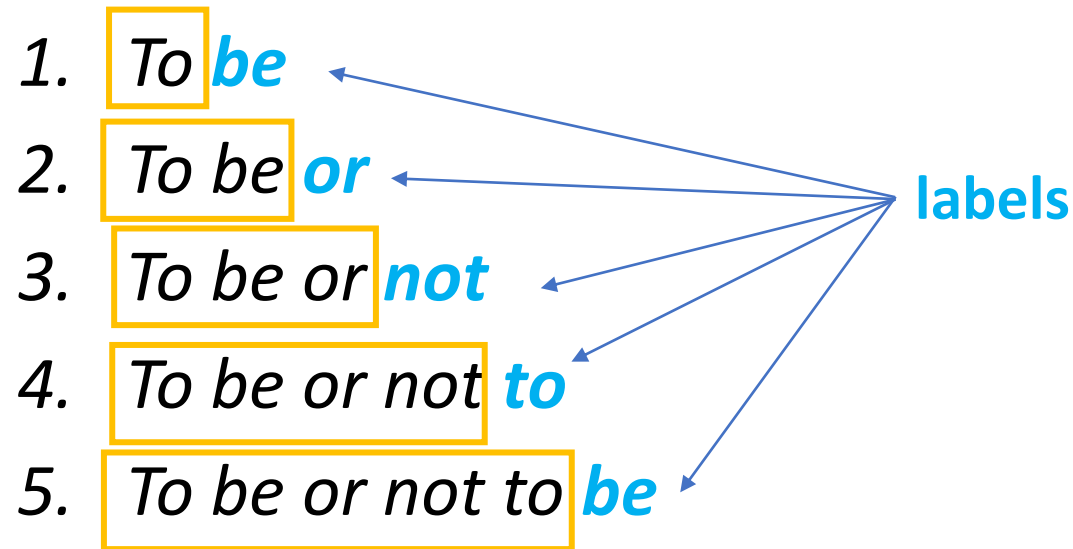 1. To be
2. To be or
labels
3. To be or not
4. To be or not to
5. To be or not to be